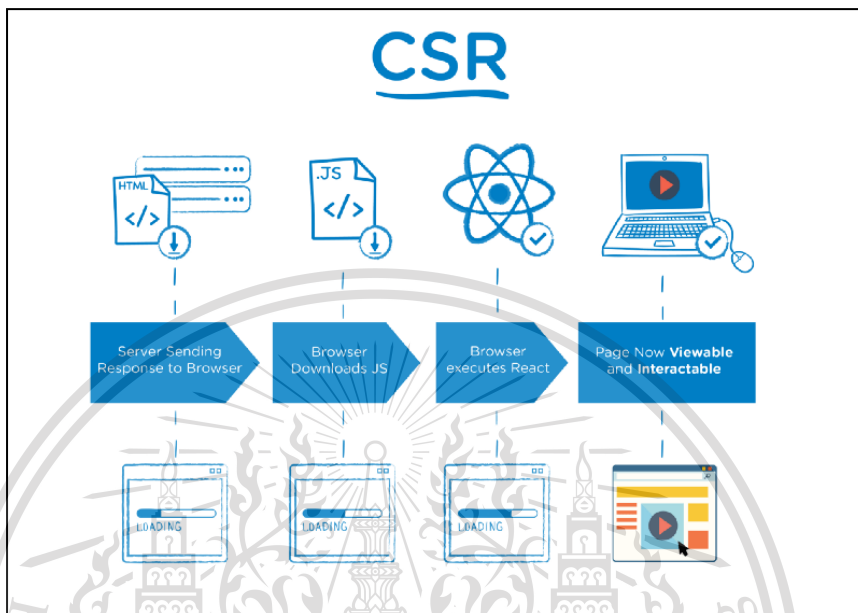 CSR
HTML
</>
.JS
</>
Server Sending
Response to Browser
Browser
Downloads JS
Browser
executes React
Page Now Viewable
and Interactable
LOADING
LOADING
LOADING